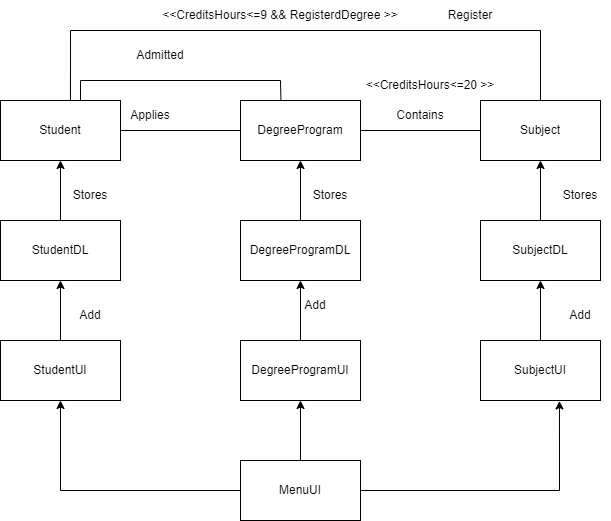 <<CreditsHours<=9 && RegisterdDegree >> Register
Admitted
<<CreditsHours<=20 >>
Applies
Contains
Student
DegreeProgram
Subject
Stores
Stores
Stores
StudentDL
DegreeProgramDL
SubjectDL
Add
Add
Add
StudentUI
DegreeProgramUI
SubjectUI
MenuUI